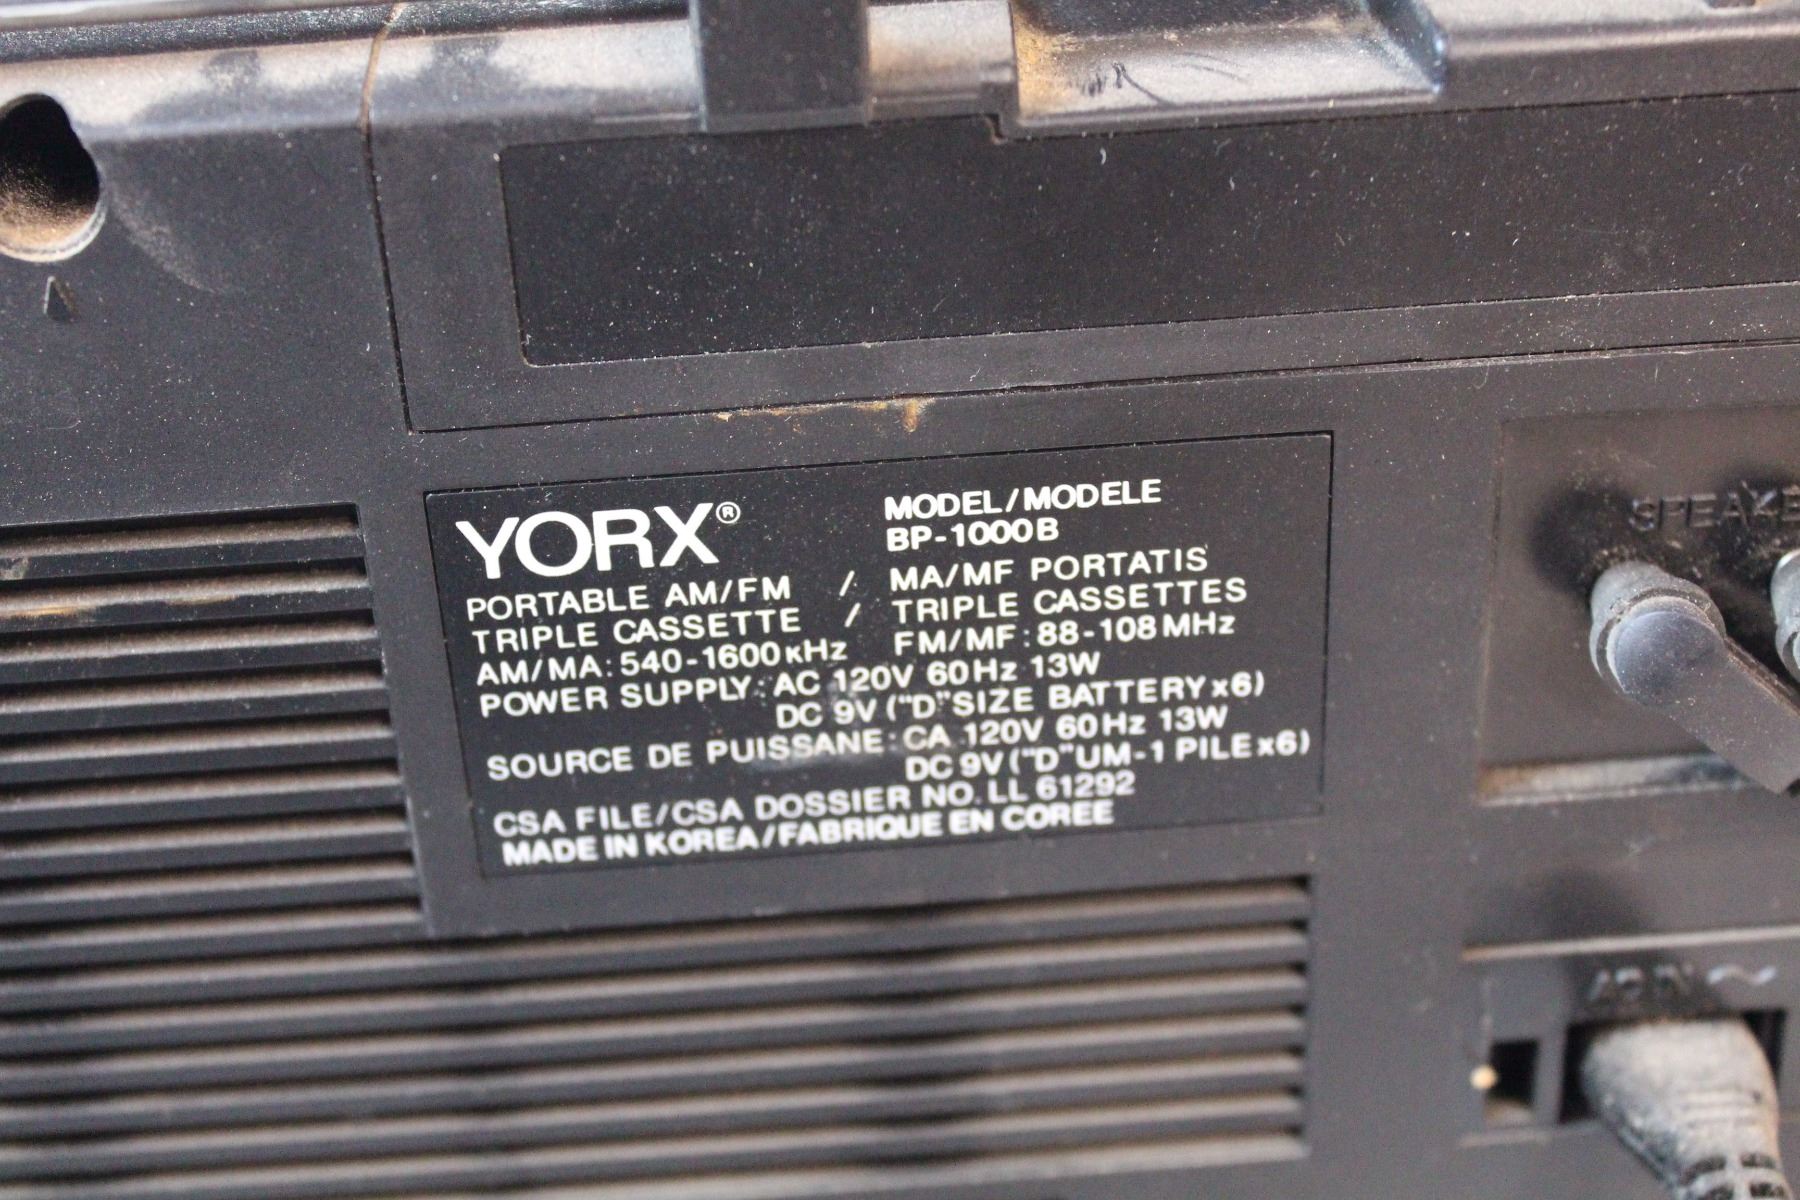 YORX®
MODEL/MODELE
BP-1000B
PORTABLE AM/FM / MA/MF PORTATIS
TRIPLE CASSETTE / TRIPLE CASSETTES
AM/MA: 540-1600 KHz FM/MF: 88-108 MHz
POWER SUPPLY: AC 120V 60Hz 13W
DC 9V ("D" SIZE BATTERY x6)
SOURCE DE PUISSANE: CA 120V 60Hz 13W
DC 9V ("D" UM-1 PILE x6)
CSA FILE/CSA DOSSIER NO. LL 61292
MADE IN KOREA/FABRIQUE EN COREE
AC IN ~